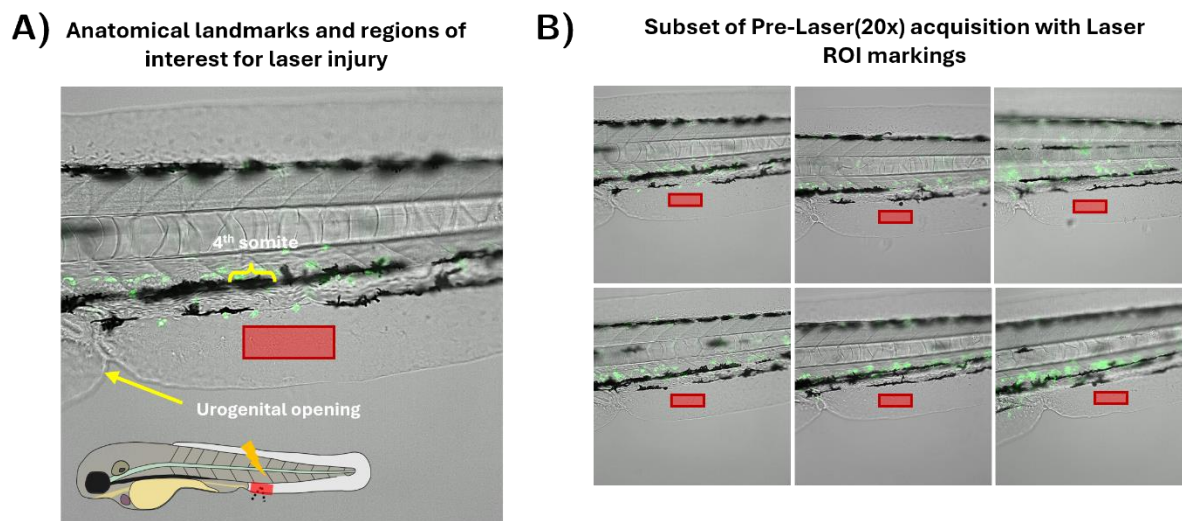 A) Anatomical landmarks and regions of
interest for laser injury
4th somite
Urogenital opening
B) Subset of Pre-Laser(20x) acquisition with Laser
ROI markings